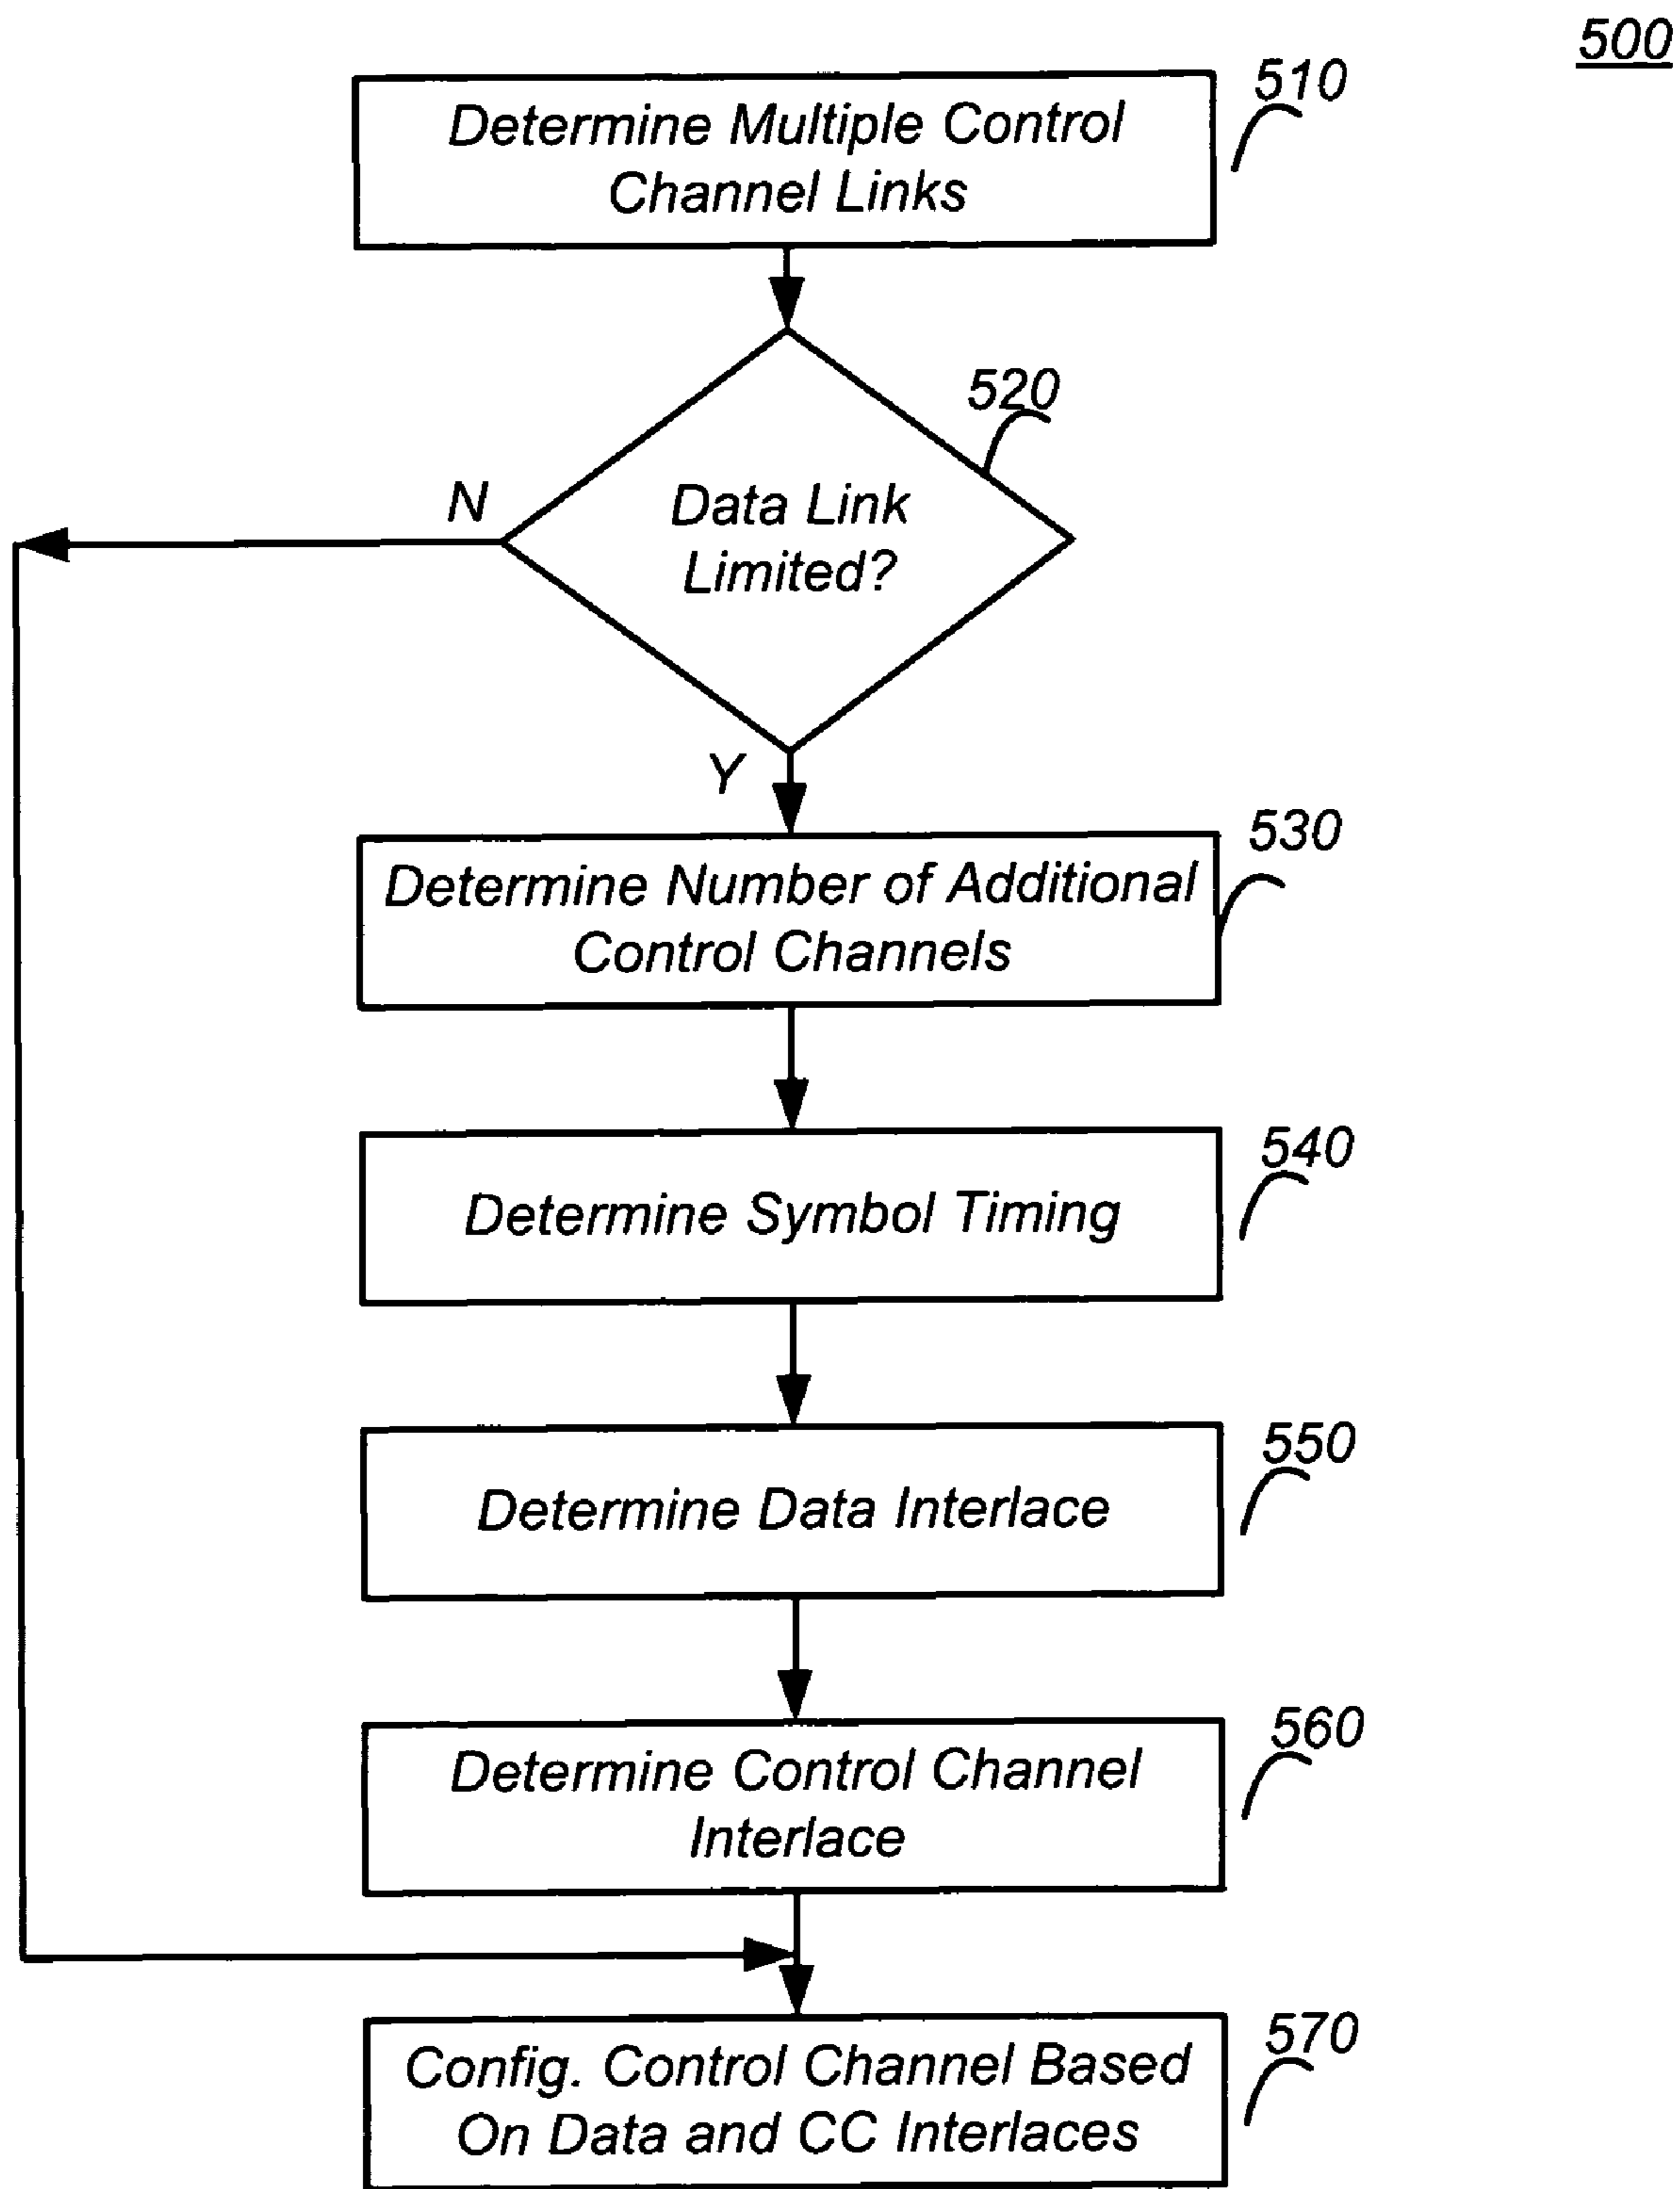 500
510
Determine Multiple Control
Channel Links
520
N
Data Link
Limited?
Y
530
Determine Number of Additional
Control Channels
540
Determine Symbol Timing
550
Determine Data Interlace
560
Determine Control Channel
Interlace
570
Config. Control Channel Based
On Data and CC Interlaces